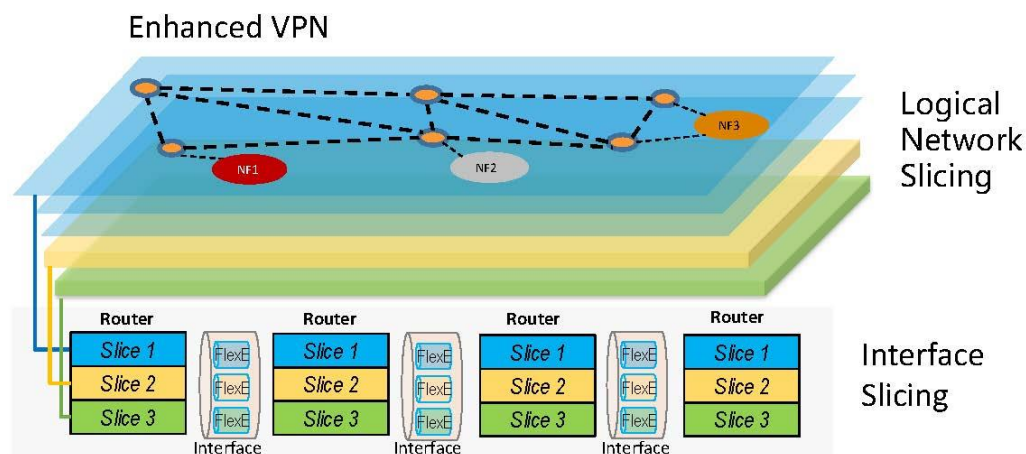 Enhanced VPN
NF3
NF1
NF2
Logical
Network
Slicing
Router Router Router Router
Slice 1 FlexE Slice 1 FlexE Slice 1 FlexE Slice 1
Slice 2 FlexE Slice 2 FlexE Slice 2 FlexE Slice 2
Slice 3 FlexE Slice 3 FlexE Slice 3 FlexE Slice 3
Interface Interface Interface
Interface
Slicing